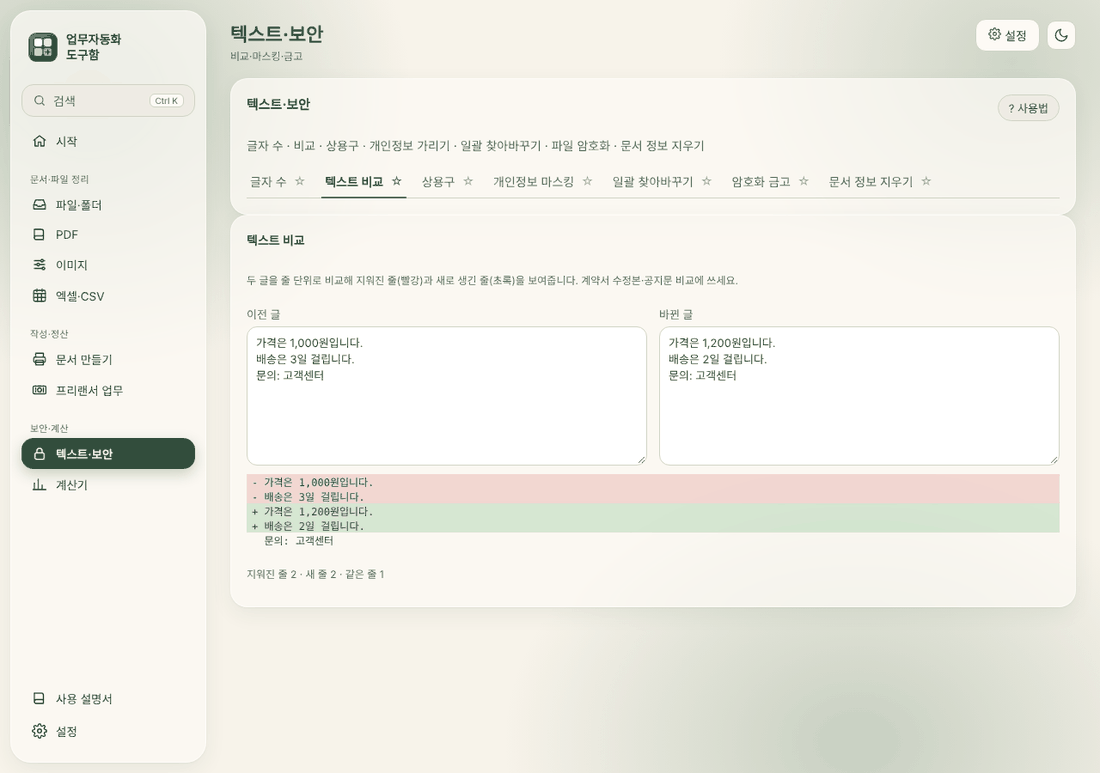 업무자동화
도구함
검색
Ctrl K
시작
문서·파일 정리
파일·폴더
PDF
이미지
엑셀·CSV
작성·정산
문서 만들기
프리랜서 업무
보안·계산
텍스트·보안
계산기
사용 설명서
설정
텍스트·보안
비교·마스킹·금고
설정
텍스트·보안
? 사용법
글자 수 · 비교 · 상용구 · 개인정보 가리기 · 일괄 찾아바꾸기 · 파일 암호화 · 문서 정보 지우기
글자 수 ☆ 텍스트 비교 ☆ 상용구 ☆ 개인정보 마스킹 ☆ 일괄 찾아바꾸기 ☆ 암호화 금고 ☆ 문서 정보 지우기 ☆
텍스트 비교
두 글을 줄 단위로 비교해 지워진 줄(빨강)과 새로 생긴 줄(초록)을 보여줍니다. 계약서 수정본·공지문 비교에 쓰세요.
이전 글
가격은 1,000원입니다.
배송은 3일 걸립니다.
문의: 고객센터
바뀐 글
가격은 1,200원입니다.
배송은 2일 걸립니다.
문의: 고객센터
- 가격은 1,000원입니다.
- 배송은 3일 걸립니다.
+ 가격은 1,200원입니다.
+ 배송은 2일 걸립니다.
문의: 고객센터
지워진 줄 2 · 새 줄 2 · 같은 줄 1